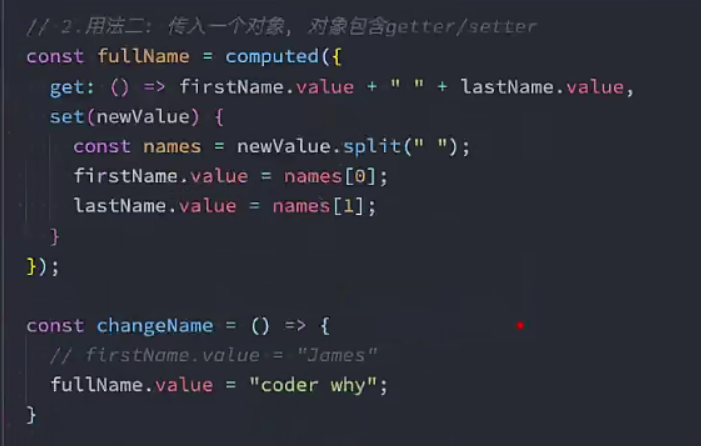 // 2.用法二: 传入一个对象, 对象包含getter/setter
const fullName = computed({
get: () => firstName.value + " " + lastName.value,
set(newValue) {
const names = newValue.split(" ");
firstName.value = names[0];
lastName.value = names[1];
}
});
const changeName = () => {
// firstName.value = "James"
fullName.value = "coder why";
}